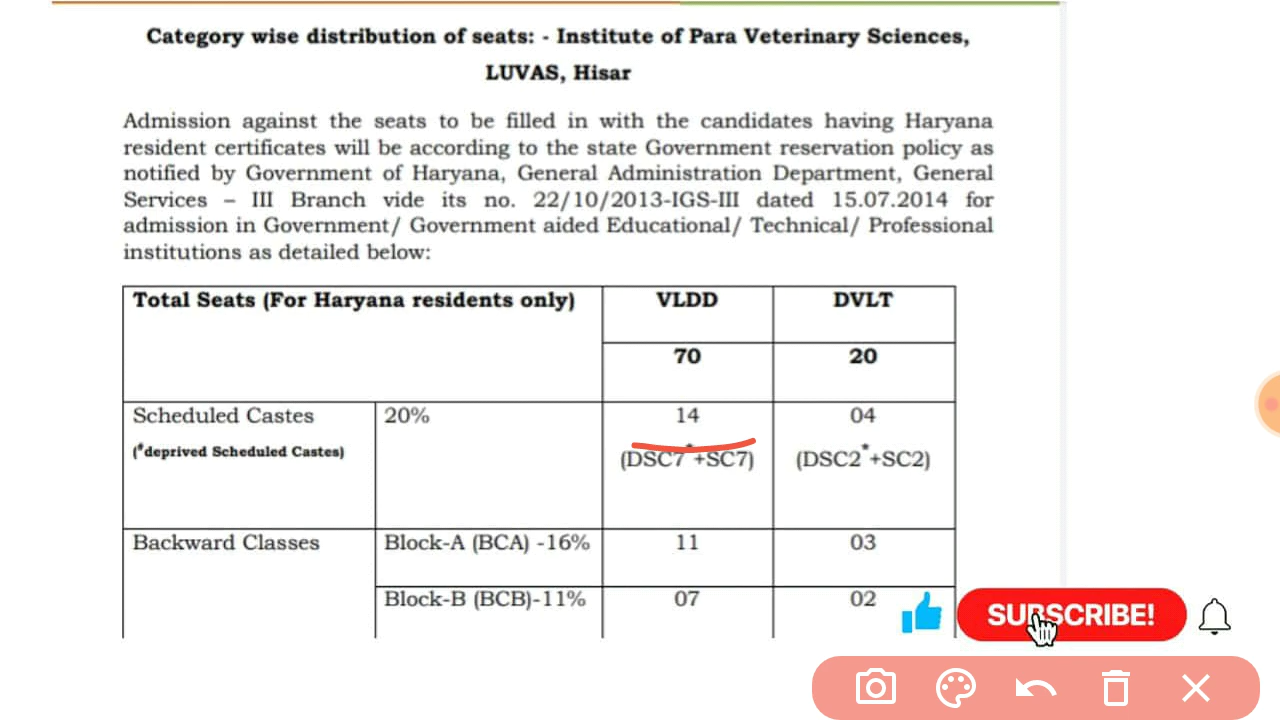 Category wise distribution of seats: - Institute of Para Veterinary Sciences,
LUVAS, Hisar
Admission against the seats to be filled in with the candidates having Haryana
resident certificates will be according to the state Government reservation policy as
notified by Government of Haryana, General Administration Department, General
Services – III Branch vide its no. 22/10/2013-IGS-III dated 15.07.2014 for
admission in Government/ Government aided Educational/ Technical/ Professional
institutions as detailed below:
Total Seats (For Haryana residents only) VLDD DVLT
70 20
Scheduled Castes 20% 14 04
(*deprived Scheduled Castes) (DSC7*+SC7) (DSC2*+SC2)
Backward Classes Block-A (BCA) -16% 11 03
Block-B (BCB)-11% 07 02
SUBSCRIBE!